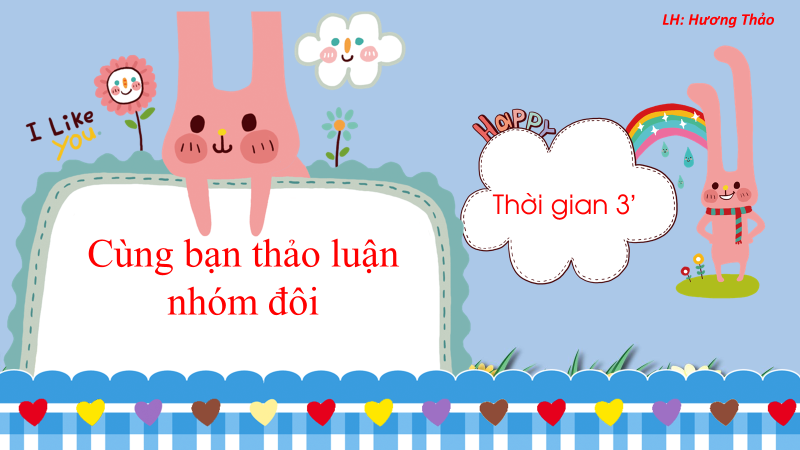 LH: Hương Thảo
I Like
you.
HAPPY
Thời gian 3’
Cùng bạn thảo luận
nhóm đôi